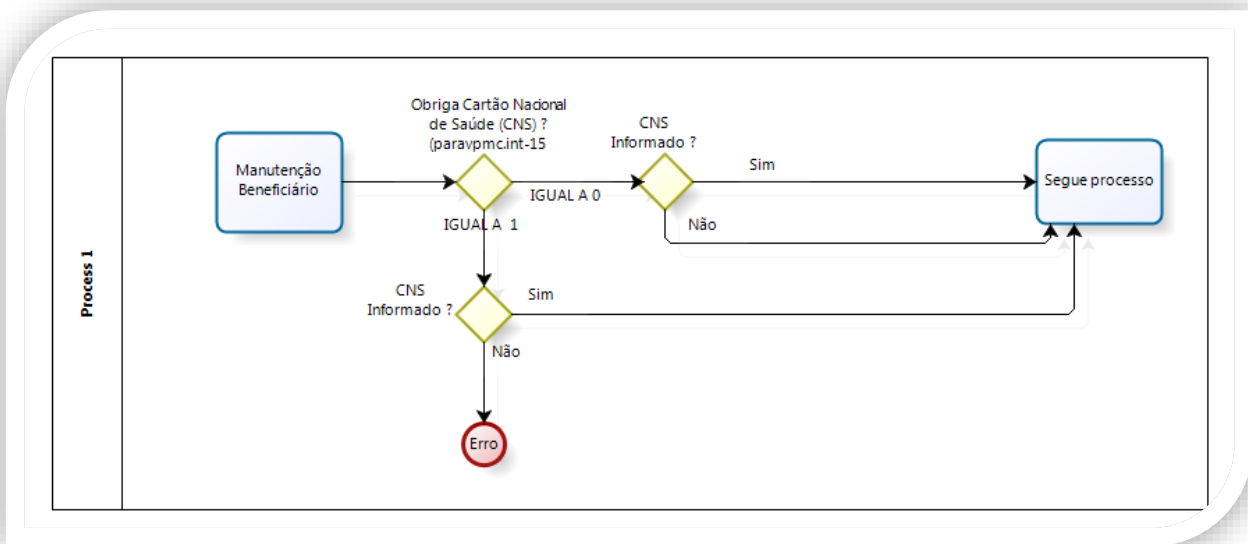 Process 1
Manutenção
Beneficiário
Obriga Cartão Nacional
de Saúde (CNS) ?
(paravpmc.int-15
IGUAL A 0
CNS
Informado ?
Sim
Não
Segue processo
IGUAL A  1
CNS
Informado ?
Sim
Não
Erro